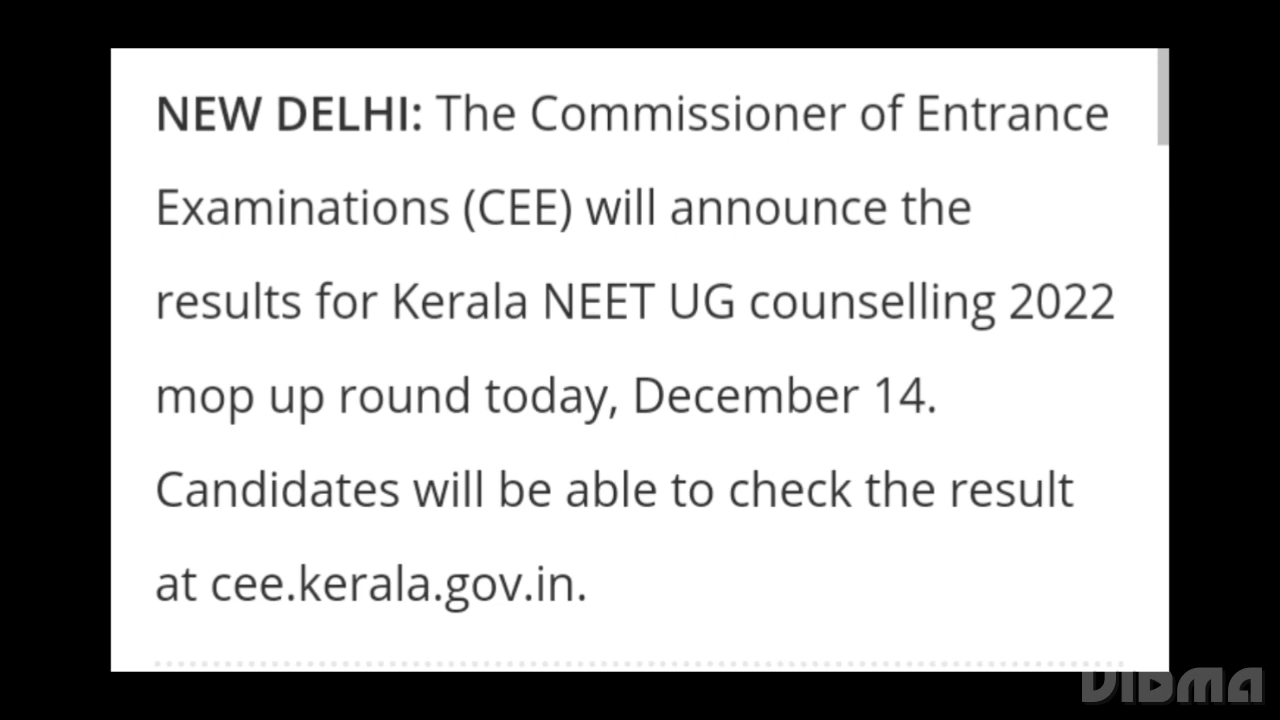 NEW DELHI: The Commissioner of Entrance
Examinations (CEE) will announce the
results for Kerala NEET UG counselling 2022
mop up round today, December 14.
Candidates will be able to check the result
at cee.kerala.gov.in.